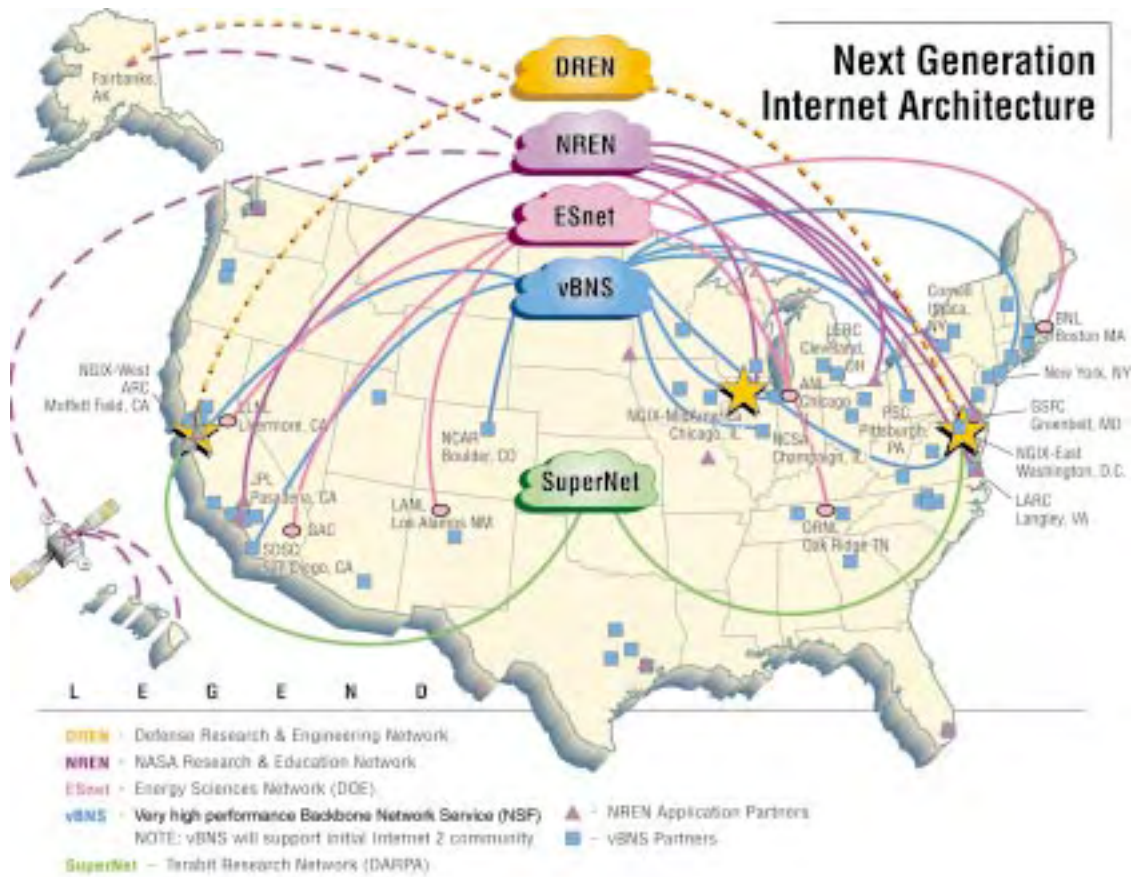 Next Generation
Internet Architecture
DREN
NREN
ESnet
vBNS
SuperNet
Fairbanks,
AK
NGIX-West
ARC
Moffett Field, CA
LLNL
Livermore, CA
JPL
Pasadena, CA
GAC
SDSC
San Diego, CA
NCAR
Boulder, CO
LANL
Los Alamos NM
NGIX-MidAmerica
Chicago, IL
ANL
Chicago
NCSA
Champaign, IL
LERC
Cleveland,
OH
Cornell
Ithaca,
NY
PSC
Pittsburgh,
PA
ORNL
Oak Ridge TN
BNL
Boston MA
New York, NY
GSFC
Greenbelt, MD
NGIX-East
Washington, D.C.
LARC
Langley, VA
L E G E N D
DREN - Defense Research & Engineering Network
NREN - NASA Research & Education Network
ESnet - Energy Sciences Network (DOE)
vBNS - Very high performance Backbone Network Service (NSF)
NOTE: vBNS will support initial Internet 2 community
SuperNet – Terabit Research Network (DARPA)
- NREN Application Partners
- vBNS Partners